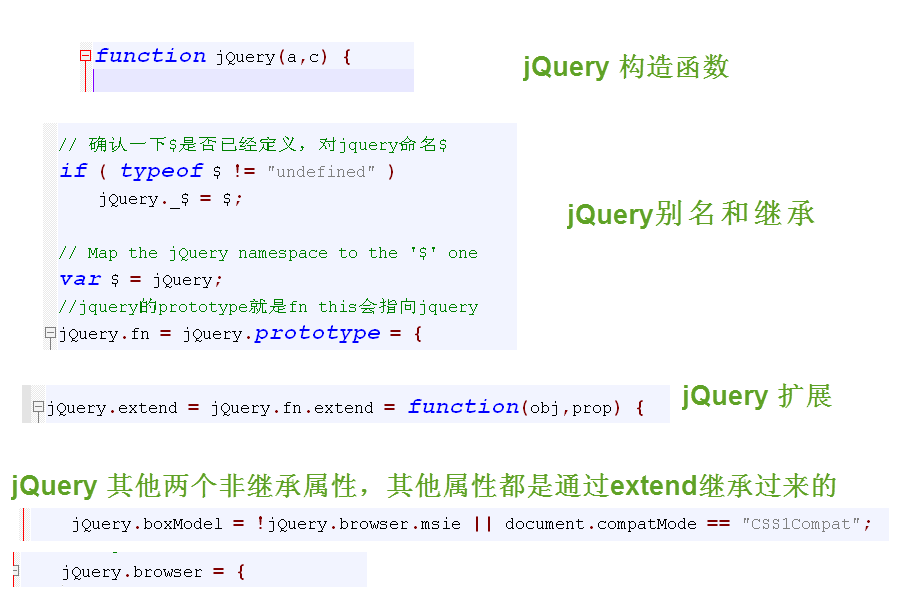 function jQuery(a,c) {
jQuery 构造函数
// 确认一下$是否已经定义，对jquery命名$
if ( typeof $ != "undefined" )
jQuery._$ = $;
jQuery别名和继承
// Map the jQuery namespace to the '$' one
var $ = jQuery;
//jquery的prototype就是fn this会指向jquery
jQuery.fn = jQuery.prototype = {
jQuery 扩展
jQuery.extend = jQuery.fn.extend = function(obj,prop) {
jQuery 其他两个非继承属性，其他属性都是通过extend继承过来的
jQuery.boxModel = !jQuery.browser.msie || document.compatMode == "CSS1Compat";
jQuery.browser = {